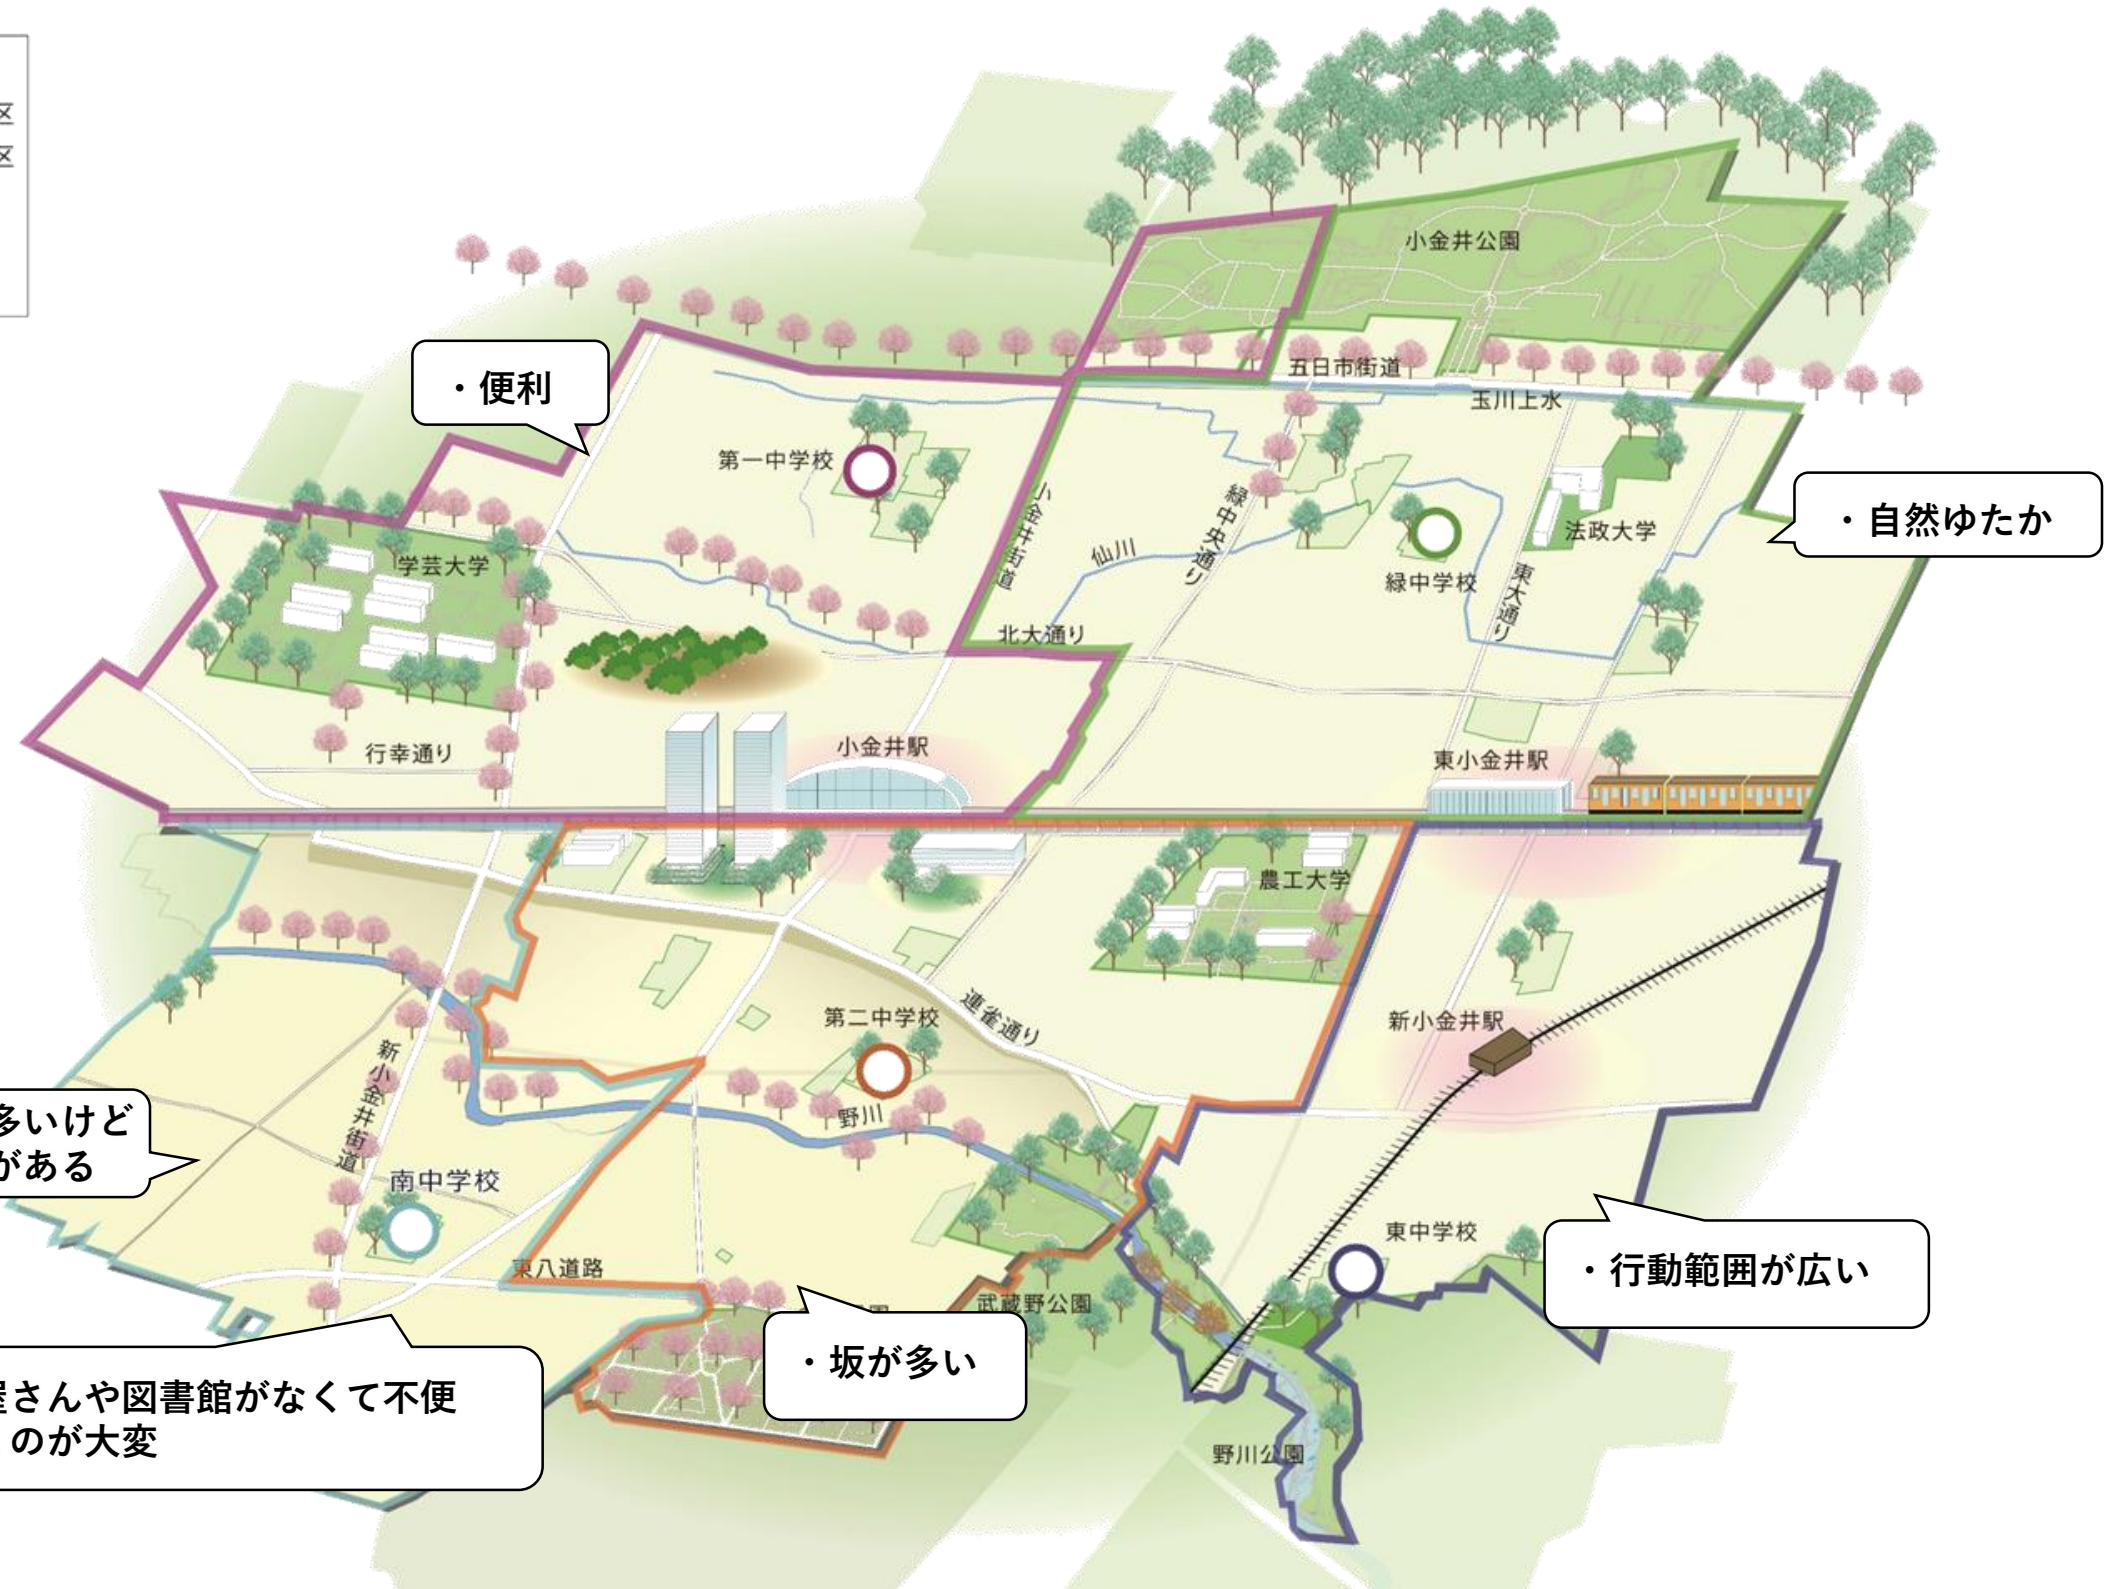 区
区
小金井公園
・便利
五日市街道
玉川上水
第一中学校
小金井街道
緑中央通り
・自然ゆたか
法政大学
仙川
学芸大学
緑中学校
東大通り
北大通り
小金井駅
行幸通り
東小金井駅
農工大学
連雀通り
第二中学校
新小金井駅
新小金井街道
野川
多いけど
がある
南中学校
東中学校
東八道路
・行動範囲が広い
武蔵野公園
・坂が多い
さんや図書館がなくて不便
のが大変
野川公園